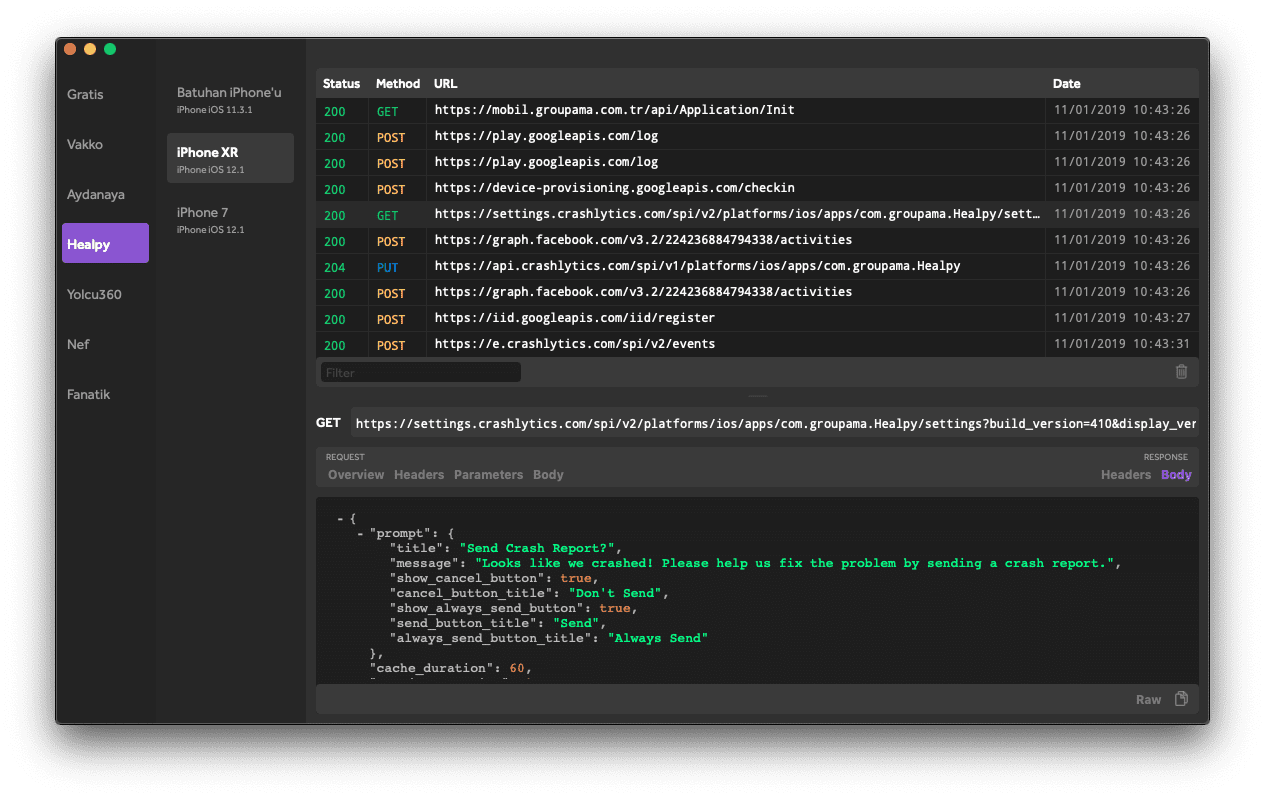 Gratis
Vakko
Aydanaya
Healpy
Yolcu360
Nef
Fanatik
Batuhan iPhone'u
iPhone iOS 11.3.1
iPhone XR
iPhone iOS 12.1
iPhone 7
iPhone iOS 12.1
Status Method URL Date
200 GET https://mobil.groupama.com.tr/api/Application/Init 11/01/2019 10:43:26
200 POST https://play.googleapis.com/log 11/01/2019 10:43:26
200 POST https://play.googleapis.com/log 11/01/2019 10:43:26
200 POST https://device-provisioning.googleapis.com/checkin 11/01/2019 10:43:26
200 GET https://settings.crashlytics.com/spi/v2/platforms/ios/apps/com.groupama.Healpy/sett… 11/01/2019 10:43:26
200 POST https://graph.facebook.com/v3.2/224236884794338/activities 11/01/2019 10:43:26
204 PUT https://api.crashlytics.com/spi/v1/platforms/ios/apps/com.groupama.Healpy 11/01/2019 10:43:26
200 POST https://graph.facebook.com/v3.2/224236884794338/activities 11/01/2019 10:43:26
200 POST https://iid.googleapis.com/iid/register 11/01/2019 10:43:27
200 POST https://e.crashlytics.com/spi/v2/events 11/01/2019 10:43:31
Filter
GET https://settings.crashlytics.com/spi/v2/platforms/ios/apps/com.groupama.Healpy/settings?build_version=410&display_ver
REQUEST RESPONSE
Overview Headers Parameters Body Headers Body
- {
- "prompt": {
"title": "Send Crash Report?",
"message": "Looks like we crashed! Please help us fix the problem by sending a crash report.",
"show_cancel_button": true,
"cancel_button_title": "Don't Send",
"show_always_send_button": true,
"send_button_title": "Send",
"always_send_button_title": "Always Send"
},
"cache_duration": 60,
Raw